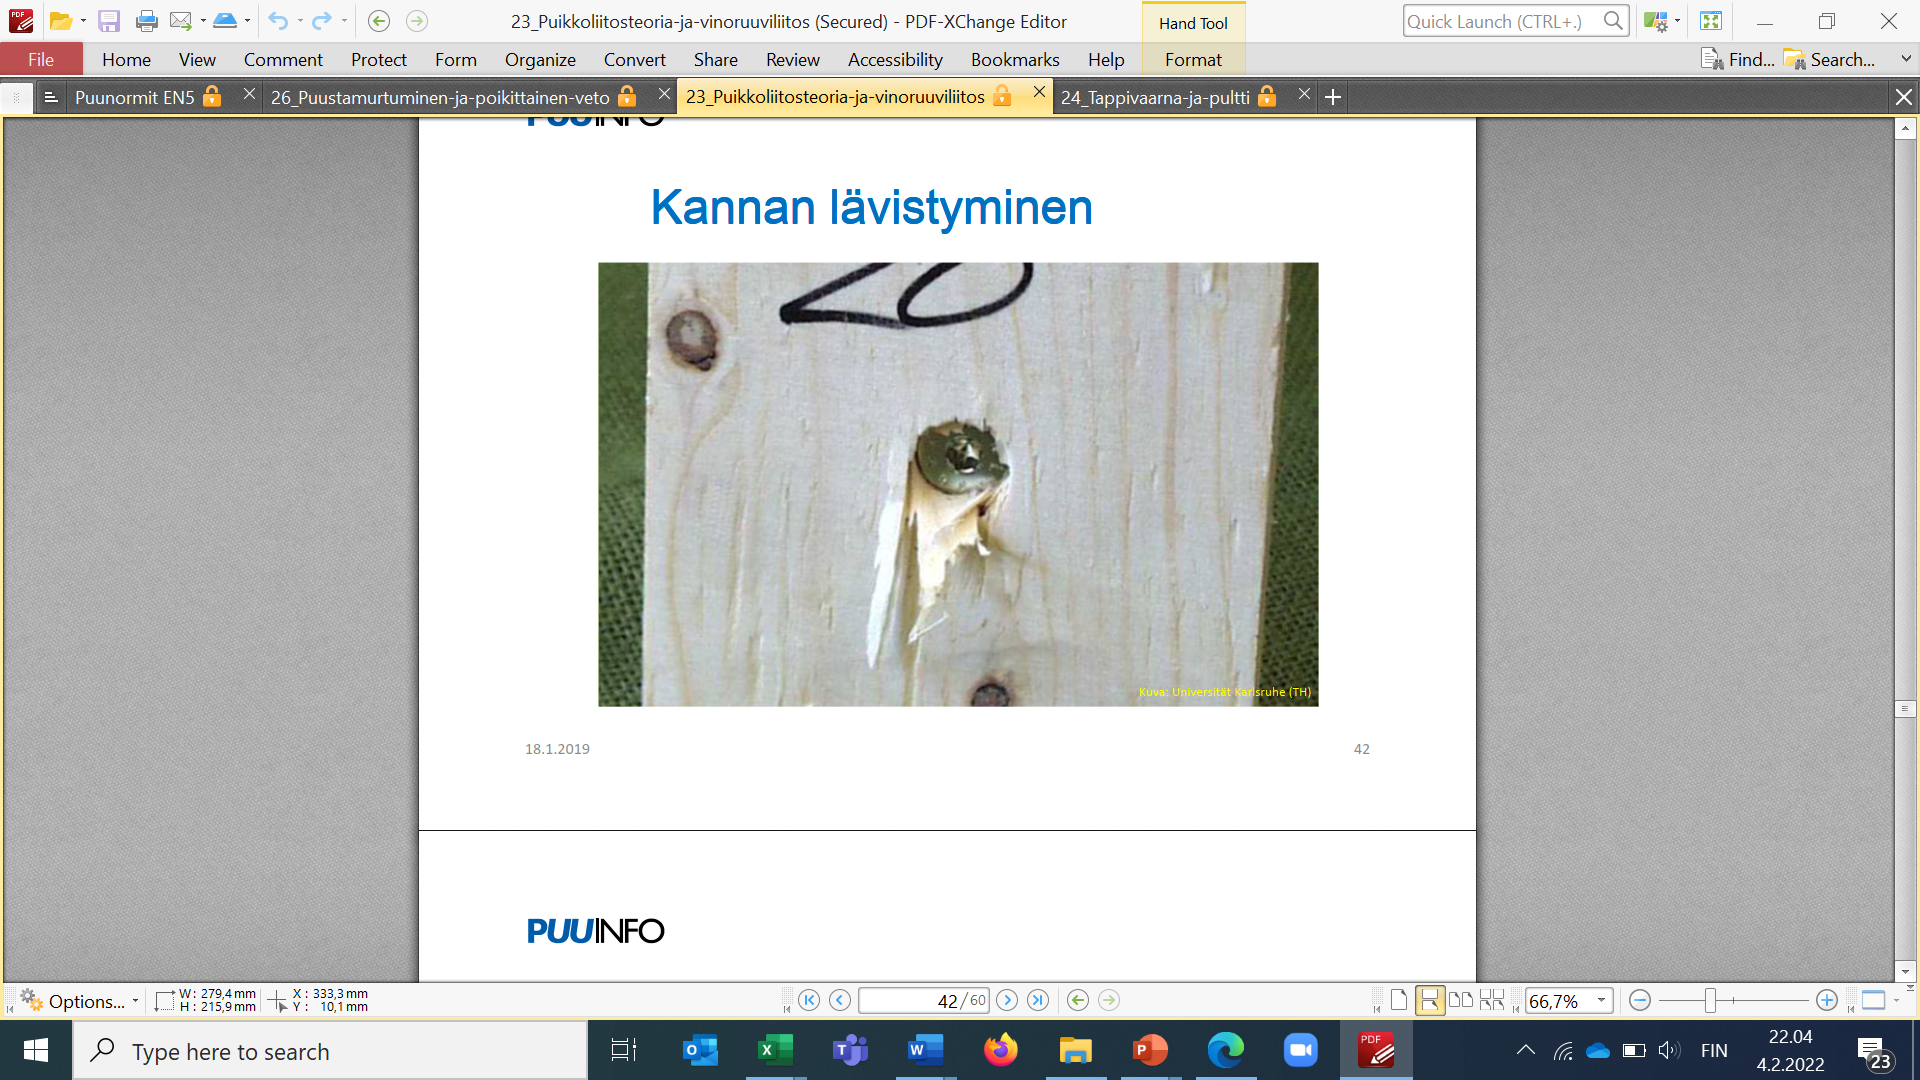 23_Puikkoliitosteoria-ja-vinoruuviliitos (Secured) - PDF-XChange Editor
Hand Tool
Quick Launch (CTRL+.)
File
Home
View
Comment
Protect
Form
Organize
Convert
Share
Review
Accessibility
Bookmarks
Help
Format
Find...
Search...
Puunormit EN5
26_Puustamurtuminen-ja-poikittainen-veto
23_Puikkoliitosteoria-ja-vinoruuviliitos
24_Tappivaarna-ja-pultti
Kannan lävistyminen
20
Kuva: Universität Karlsruhe (TH)
18.1.2019
42
PUUINFO
Options...
W: 279,4 mm
H: 215,9 mm
X: 333,3 mm
Y: 10,1 mm
42 / 60
66,7%
Type here to search
FIN
22.04
4.2.2022
23